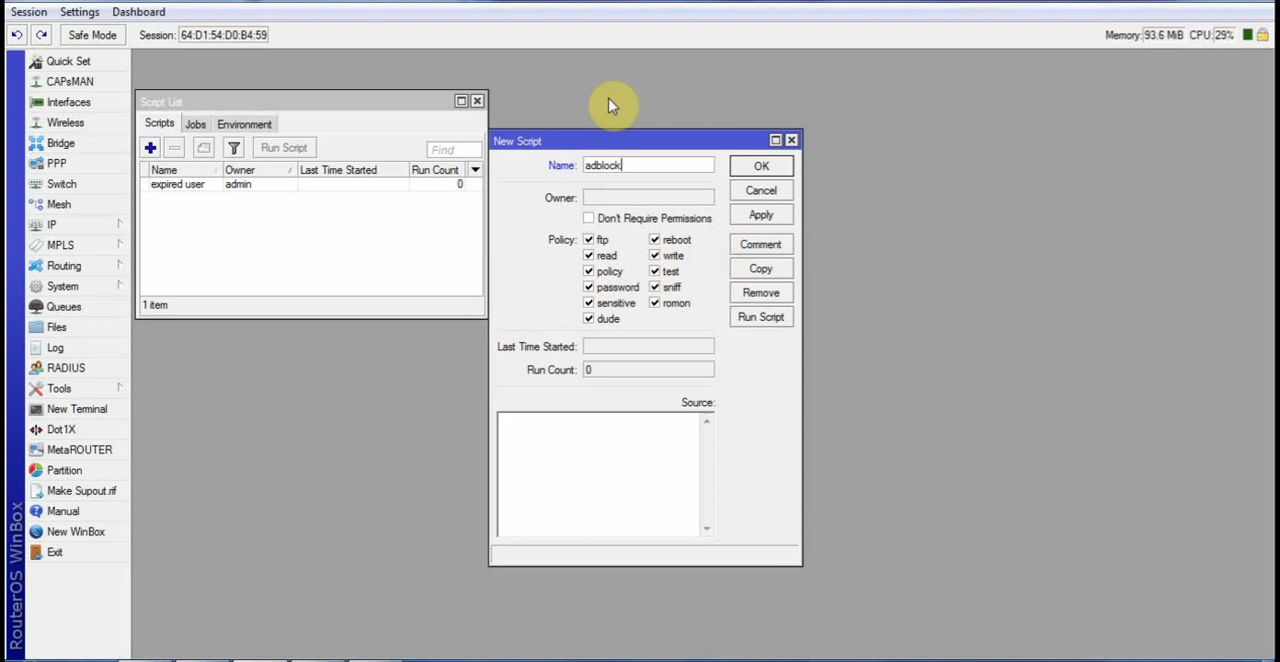 Session Settings Dashboard
Safe Mode Session: 64:D1:54:D0:B4:59 Memory: 93.6 MiB CPU: 29%
Quick Set
CAPsMAN
Interfaces
Wireless
Bridge
PPP
Switch
Mesh
IP
MPLS
Routing
System
Queues
Files
Log
RADIUS
Tools
New Terminal
Dot1X
MetaROUTER
Partition
Make Supout.rif
Manual
New WinBox
Exit
RouterOS WinBox
Script List
Scripts Jobs Environment
Run Script Find
Name Owner Last Time Started Run Count
expired user admin 0
1 item
New Script
Name: adblock OK
Owner: Cancel
Don't Require Permissions Apply
Policy: ftp reboot Comment
read write
policy test Copy
password sniff Remove
sensitive romon
dude Run Script
Last Time Started:
Run Count: 0
Source: